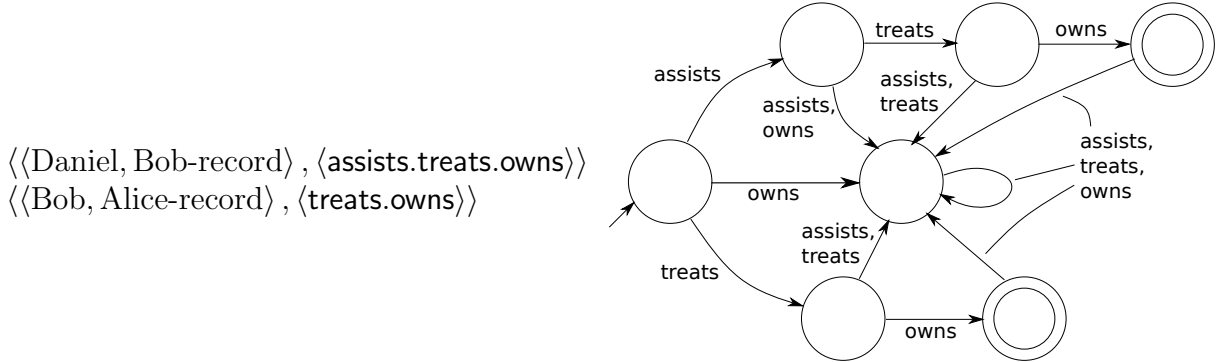 ⟨⟨Daniel, Bob-record⟩, ⟨assists.treats.owns⟩⟩
⟨⟨Bob, Alice-record⟩, ⟨treats.owns⟩⟩
treats
owns
assists
assists,
treats
assists,
owns
assists,
treats,
owns
owns
assists,
treats
treats
owns